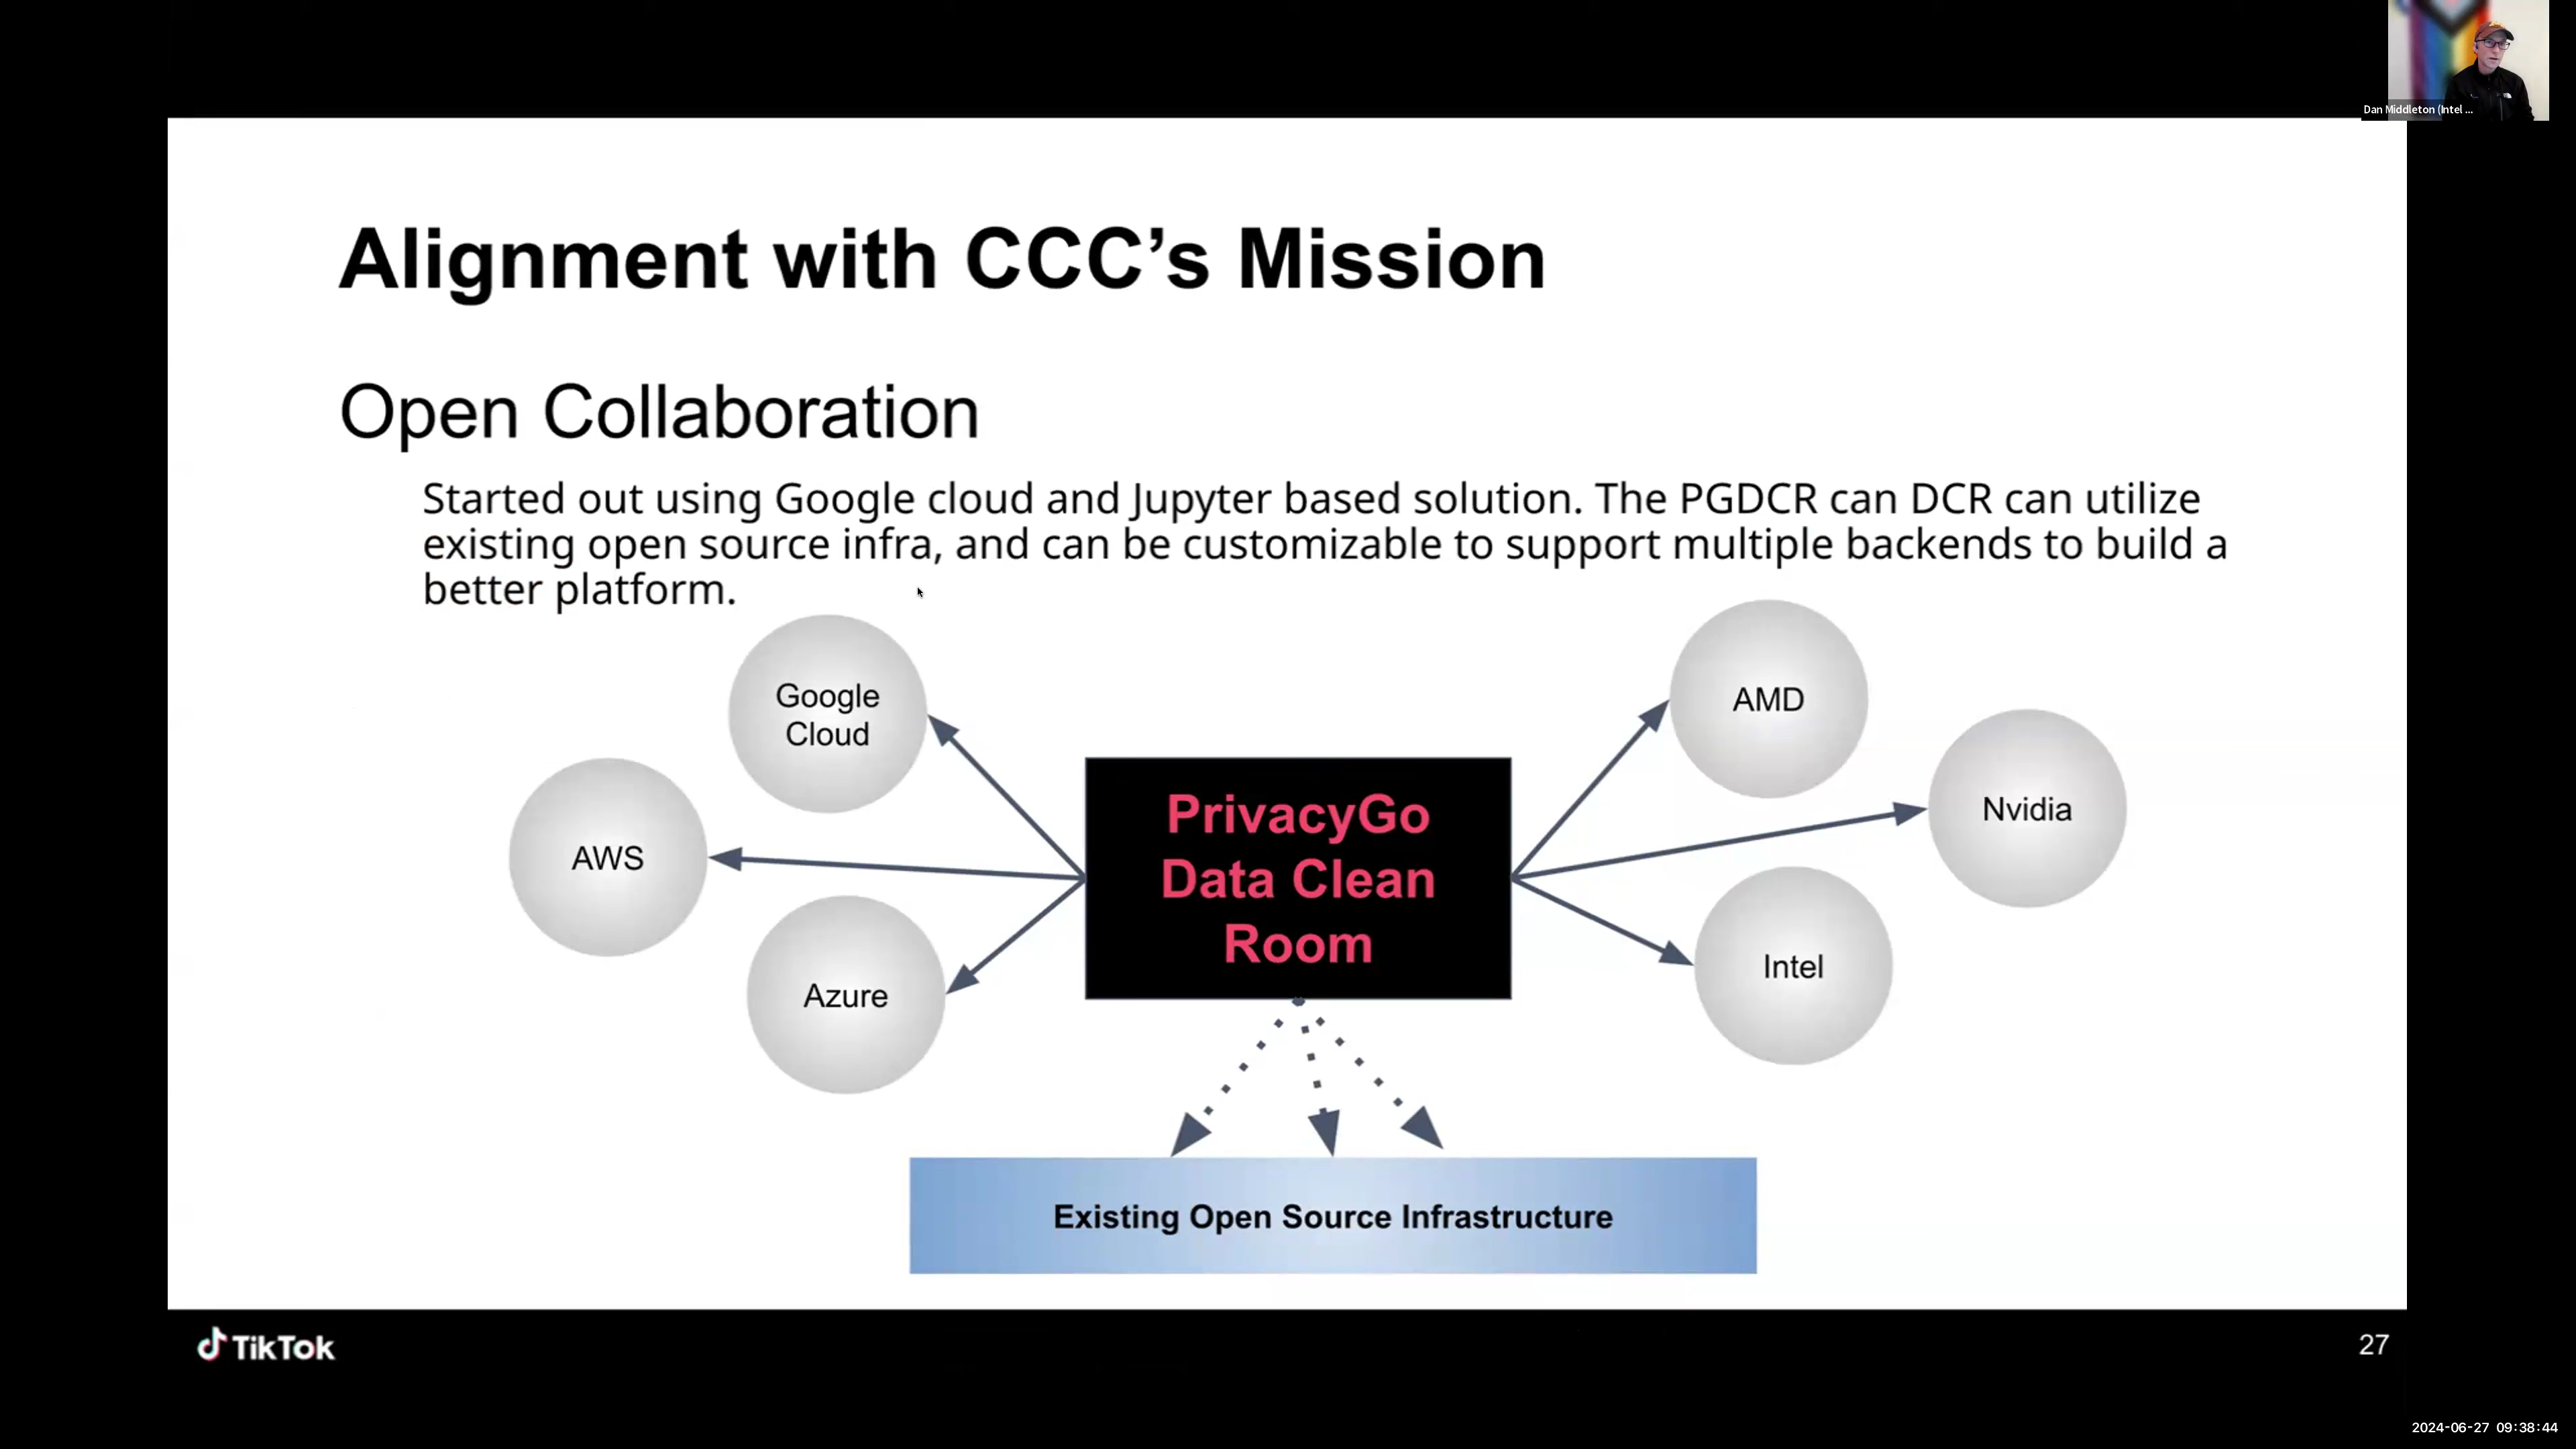 Dan Middleton (Intel ...
Alignment with CCC’s Mission
Open Collaboration
Started out using Google cloud and Jupyter based solution. The PGDCR can DCR can utilize
existing open source infra, and can be customizable to support multiple backends to build a
better platform.
Google
Cloud
AWS
Azure
PrivacyGo
Data Clean
Room
AMD
Nvidia
Intel
Existing Open Source Infrastructure
TikTok
27
2024-06-27 09:38:44